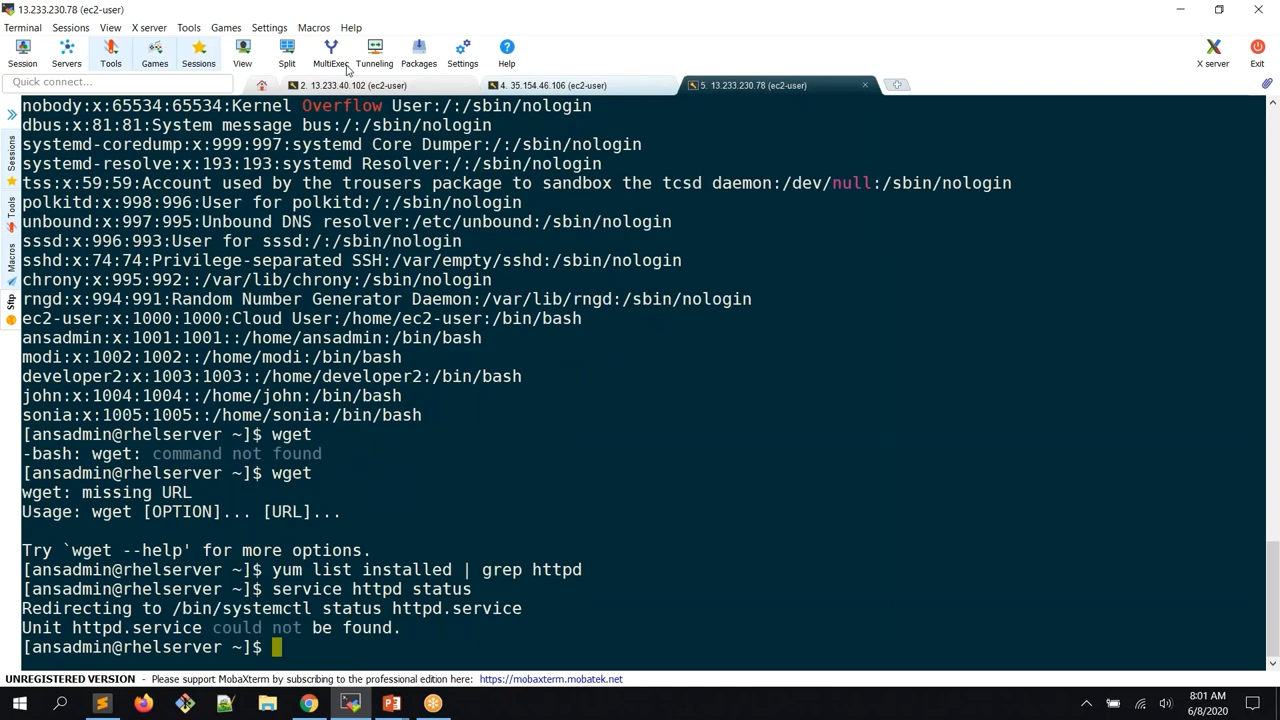 13.233.230.78 (ec2-user)
Terminal Sessions View X server Tools Games Settings Macros Help
Session Servers Tools Games Sessions View Split MultiExec Tunneling Packages Settings Help X server Exit
Quick connect... 2. 13.233.40.102 (ec2-user) 4. 35.154.46.106 (ec2-user) 5. 13.233.230.78 (ec2-user)
Sessions
Tools
Macros
Sftp
nobody:x:65534:65534:Kernel Overflow User:/:/sbin/nologin
dbus:x:81:81:System message bus:/:/sbin/nologin
systemd-coredump:x:999:997:systemd Core Dumper:/:/sbin/nologin
systemd-resolve:x:193:193:systemd Resolver:/:/sbin/nologin
tss:x:59:59:Account used by the trousers package to sandbox the tcsd daemon:/dev/null:/sbin/nologin
polkitd:x:998:996:User for polkitd:/:/sbin/nologin
unbound:x:997:995:Unbound DNS resolver:/etc/unbound:/sbin/nologin
sssd:x:996:993:User for sssd:/:/sbin/nologin
sshd:x:74:74:Privilege-separated SSH:/var/empty/sshd:/sbin/nologin
chrony:x:995:992::/var/lib/chrony:/sbin/nologin
rngd:x:994:991:Random Number Generator Daemon:/var/lib/rngd:/sbin/nologin
ec2-user:x:1000:1000:Cloud User:/home/ec2-user:/bin/bash
ansadmin:x:1001:1001::/home/ansadmin:/bin/bash
modi:x:1002:1002::/home/modi:/bin/bash
developer2:x:1003:1003::/home/developer2:/bin/bash
john:x:1004:1004::/home/john:/bin/bash
sonia:x:1005:1005::/home/sonia:/bin/bash
[ansadmin@rhelserver ~]$ wget
-bash: wget: command not found
[ansadmin@rhelserver ~]$ wget
wget: missing URL
Usage: wget [OPTION]... [URL]...
Try `wget --help' for more options.
[ansadmin@rhelserver ~]$ yum list installed | grep httpd
[ansadmin@rhelserver ~]$ service httpd status
Redirecting to /bin/systemctl status httpd.service
Unit httpd.service could not be found.
[ansadmin@rhelserver ~]$
UNREGISTERED VERSION - Please support MobaXterm by subscribing to the professional edition here: https://mobaxterm.mobatek.net
8:01 AM
6/8/2020